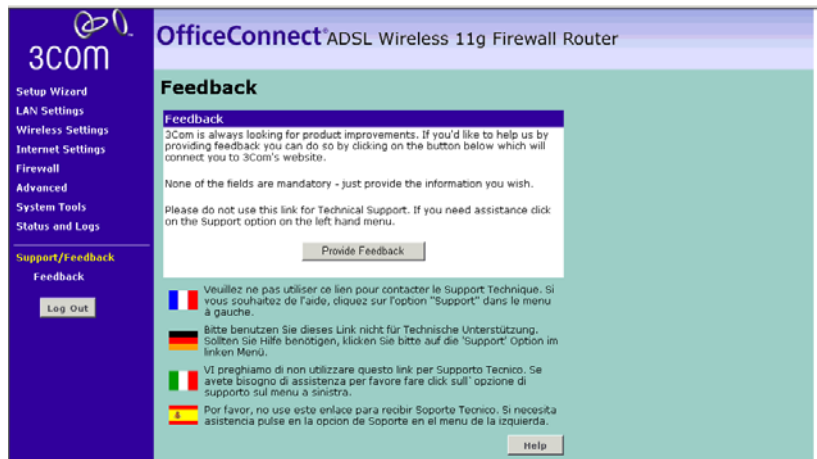 3COM
OfficeConnect® ADSL Wireless 11g Firewall Router
Setup Wizard
LAN Settings
Wireless Settings
Internet Settings
Firewall
Advanced
System Tools
Status and Logs
Support/Feedback
Feedback
Log Out
Feedback
Feedback
3Com is always looking for product improvements. If you'd like to help us by
providing feedback you can do so by clicking on the button below which will
connect you to 3Com's website.
None of the fields are mandatory - just provide the information you wish.
Please do not use this link for Technical Support. If you need assistance click
on the Support option on the left hand menu.
Provide Feedback
Veuillez ne pas utiliser ce lien pour contacter le Support Technique. Si
vous souhaitez de l'aide, cliquez sur l'option "Support" dans le menu
à gauche.
Bitte benutzen Sie dieses Link nicht für Technische Unterstützung.
Sollten Sie Hilfe benötigen, klicken Sie bitte auf die 'Support' Option im
linken Menü.
VI preghiamo di non utilizzare questo link per Supporto Tecnico. Se
avete bisogno di assistenza per favore fare click sull' opzione di
supporto sul menu a sinistra.
Por favor, no use este enlace para recibir Soporte Tecnico. Si necesita
asistencia pulse en la opcion de Soporte en el menu de la izquierda.
Help